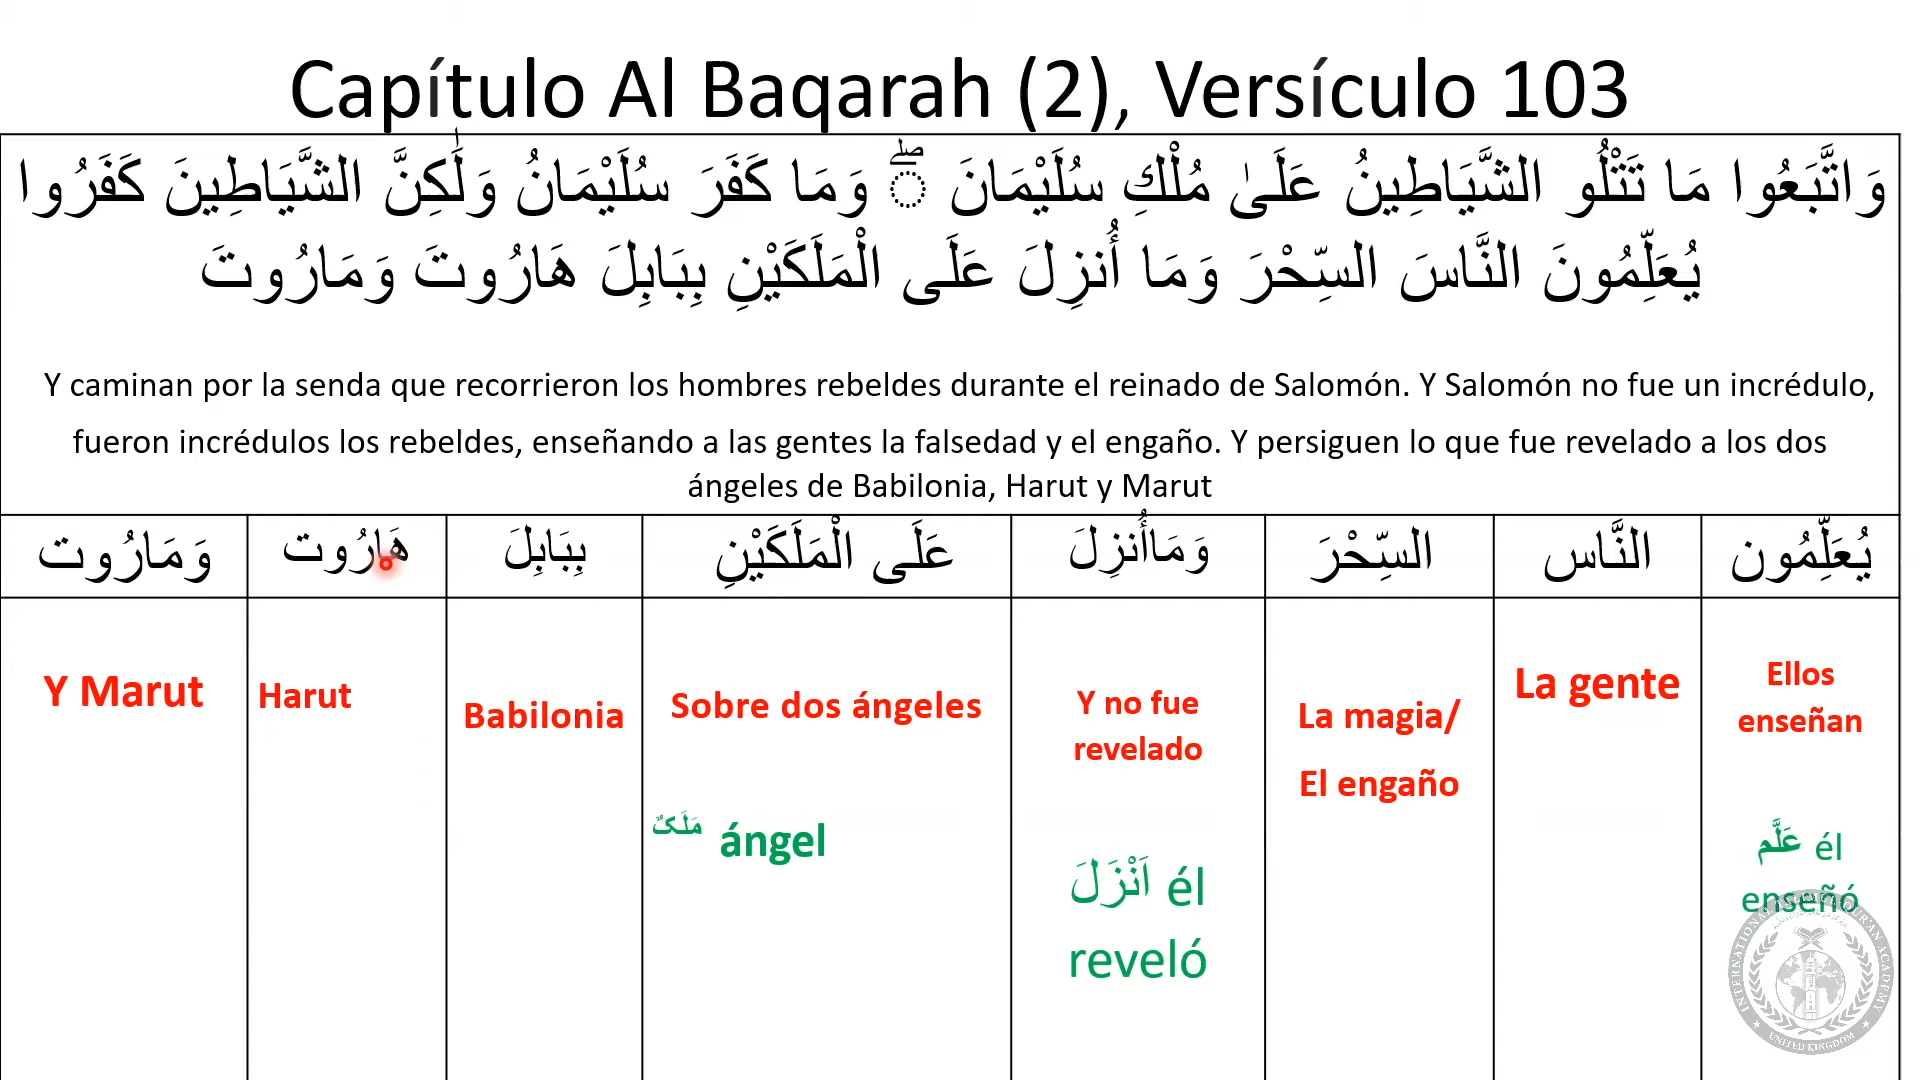 Capítulo Al Baqarah (2), Versículo 103
وَاتَّبَعُوا مَا تَتْلُو الشَّيَاطِينُ عَلَىٰ مُلْكِ سُلَيْمَانَ ۖ وَمَا كَفَرَ سُلَيْمَانُ وَلَٰكِنَّ الشَّيَاطِينَ كَفَرُوا
يُعَلِّمُونَ النَّاسَ السِّحْرَ وَمَا أُنزِلَ عَلَى الْمَلَكَيْنِ بِبَابِلَ هَارُوتَ وَمَارُوتَ
Y caminan por la senda que recorrieron los hombres rebeldes durante el reinado de Salomón. Y Salomón no fue un incrédulo,
fueron incrédulos los rebeldes, enseñando a las gentes la falsedad y el engaño. Y persiguen lo que fue revelado a los dos
ángeles de Babilonia, Harut y Marut
يُعَلِّمُون
النَّاس
السِّحْرَ
وَمَاأُنزِلَ
عَلَى الْمَلَكَيْنِ
بِبَابِلَ
هَارُوت
وَمَارُوت
Ellos
enseñan
عَلَّم él
enseñó
La gente
La magia/
El engaño
Y no fue
revelado
اَنْزَلَ él
reveló
Sobre dos ángeles
مَلَکٌ ángel
Babilonia
Harut
Y Marut
UNITED KINGDOM